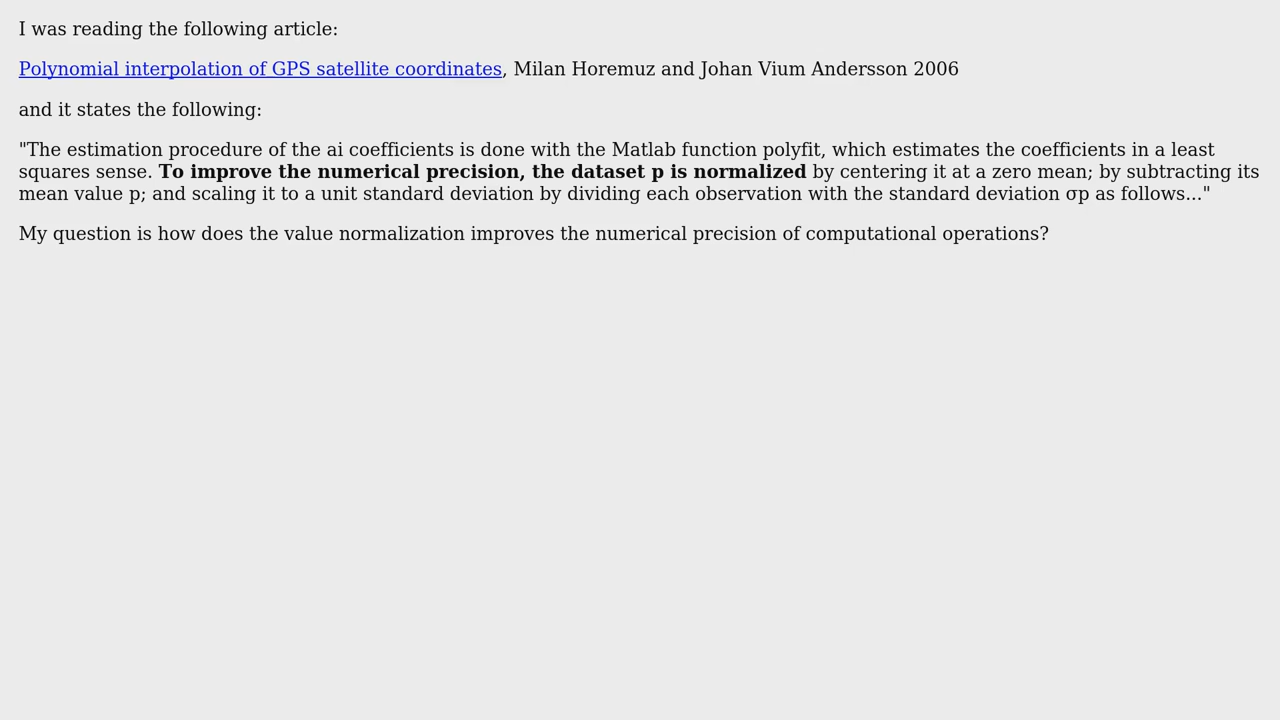 I was reading the following article:
Polynomial interpolation of GPS satellite coordinates, Milan Horemuz and Johan Vium Andersson 2006
and it states the following:
"The estimation procedure of the ai coefficients is done with the Matlab function polyfit, which estimates the coefficients in a least
squares sense. To improve the numerical precision, the dataset p is normalized by centering it at a zero mean; by subtracting its
mean value p; and scaling it to a unit standard deviation by dividing each observation with the standard deviation σp as follows..."
My question is how does the value normalization improves the numerical precision of computational operations?